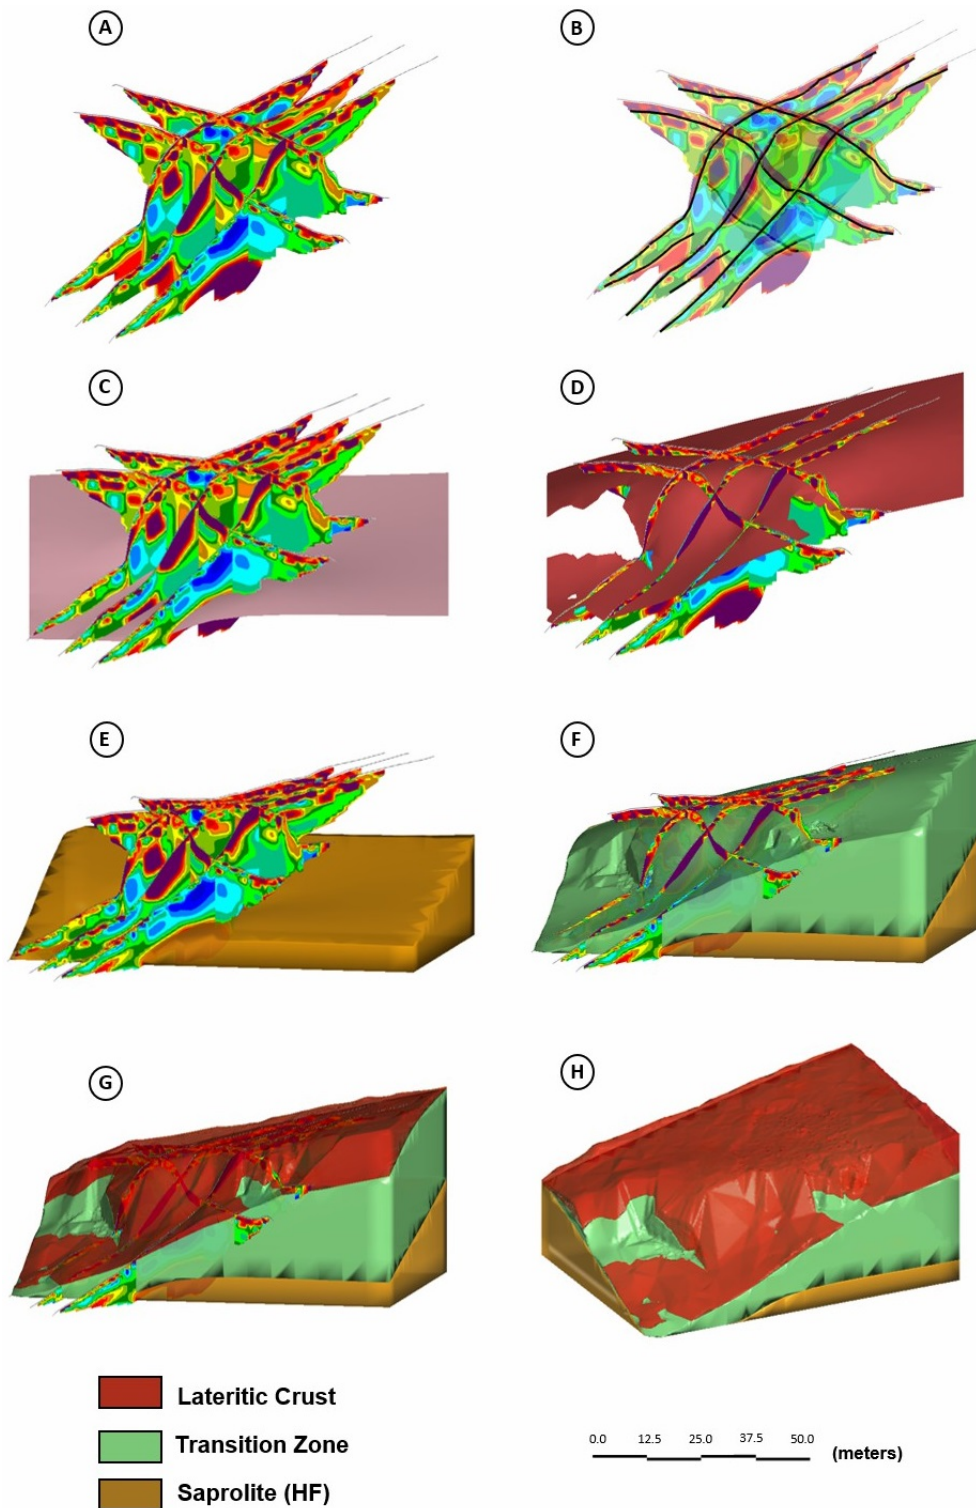 A
B
C
D
E
F
G
H
Lateritic Crust
Transition Zone
Saprolite (HF)
0.0 12.5 25.0 37.5 50.0
(meters)